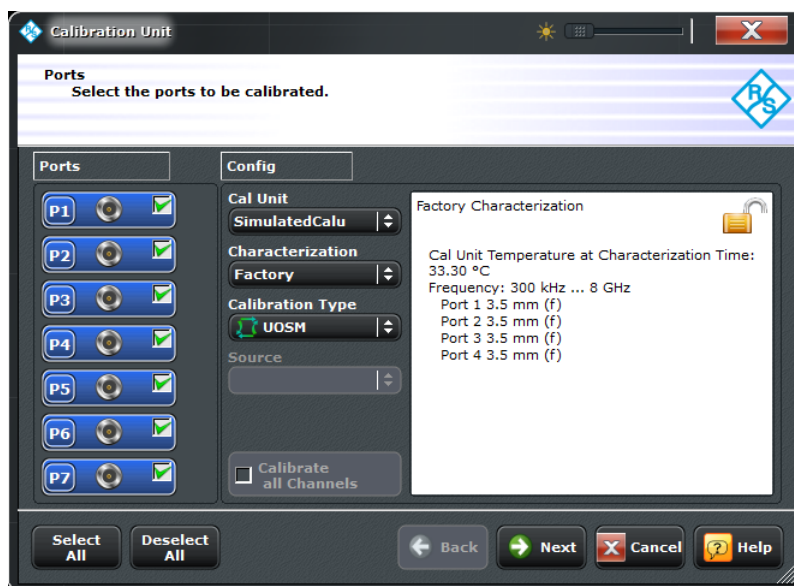 Calibration Unit
X
Ports
Select the ports to be calibrated.
R
S
Ports
Config
P1
P2
P3
P4
P5
P6
P7
Cal Unit
SimulatedCalu
Characterization
Factory
Calibration Type
UOSM
Source
Calibrate
all Channels
Factory Characterization
Cal Unit Temperature at Characterization Time:
33.30 °C
Frequency: 300 kHz ... 8 GHz
Port 1 3.5 mm (f)
Port 2 3.5 mm (f)
Port 3 3.5 mm (f)
Port 4 3.5 mm (f)
Select
All
Deselect
All
Back
Next
Cancel
Help